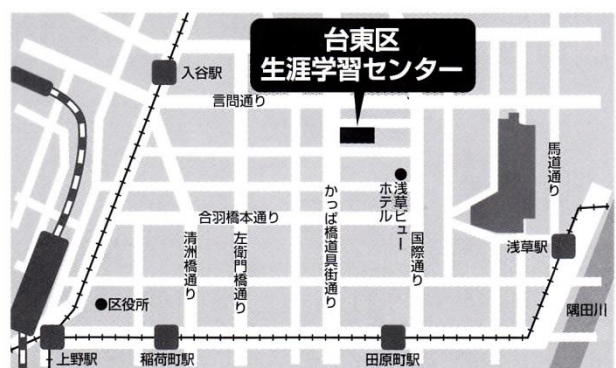 台東区
生涯学習センター
入谷駅
言問通り
馬道通り
浅草ビュー
ホテル
かっぱ橋道具街通り
合羽橋本通り
清洲橋通り
左衛門橋通り
国際通り
浅草駅
●区役所
隅田川
上野駅
稲荷町駅
田原町駅